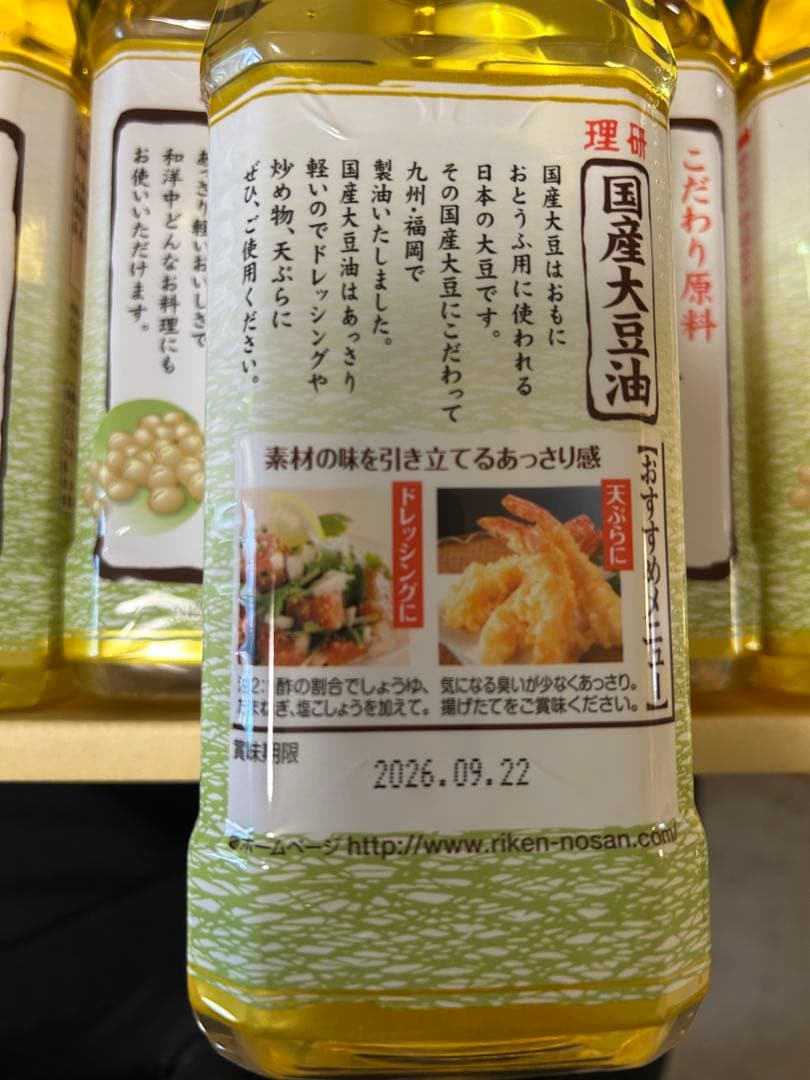 理研
国産大豆油
国産大豆はおもに
おとうふ用に使われる
日本の大豆です。
その国産大豆にこだわって
九州・福岡で
製油いたしました。
国産大豆油はあっさり
軽いのでドレッシングや
炒め物、天ぷらに
ぜひ、ご使用ください。
【おすすめメニュー】
素材の味を引き立てるあっさり感
天ぷらに
気になる臭いが少なくあっさり。
揚げたてをご賞味ください。
ドレッシングに
油2:1酢の割合でしょうゆ、
たまねぎ、塩こしょうを加えて。
賞味期限
2026.09.22
ホームページ http://www.riken-nosan.com/
こだわり原料
あっさり軽いおいしさで
和洋中どんなお料理にも
お使いいただけます。